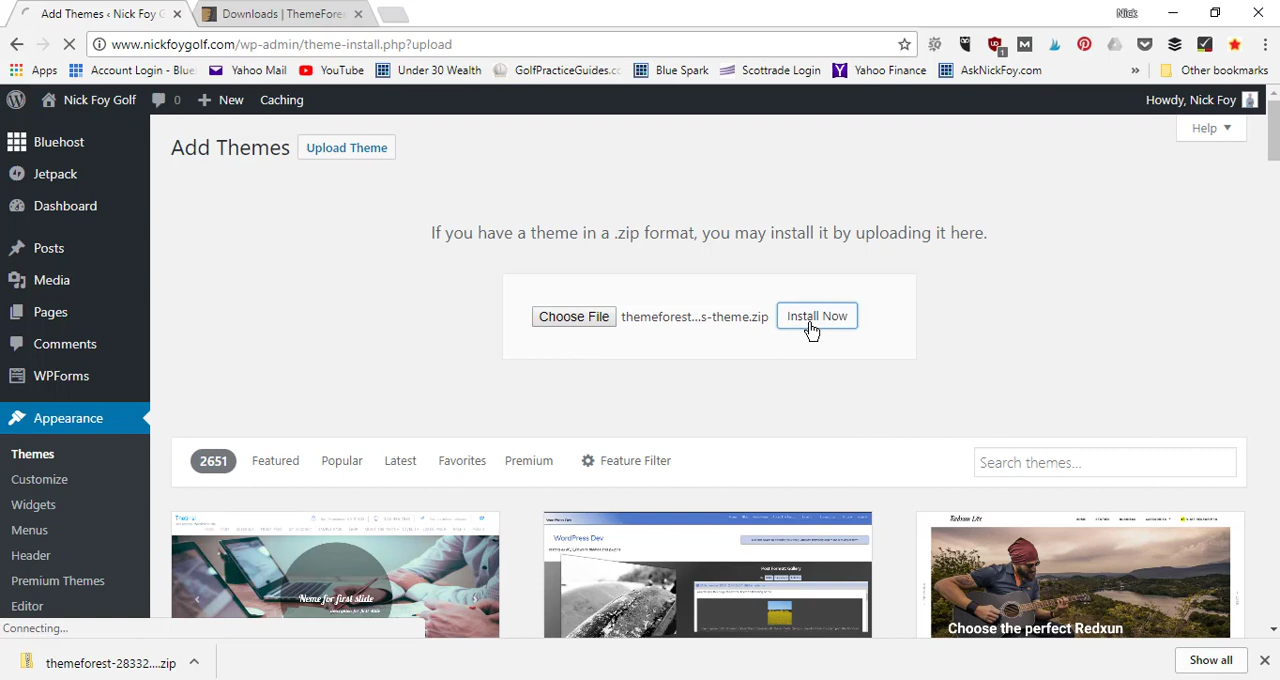 Add Themes ‹ Nick Foy G
Downloads | ThemeFores
Nick
www.nickfoygolf.com/wp-admin/theme-install.php?upload
Apps
Account Login - Blue
Yahoo Mail
YouTube
Under 30 Wealth
GolfPracticeGuides.co
Blue Spark
Scottrade Login
Yahoo Finance
AskNickFoy.com
»
Other bookmarks
Nick Foy Golf
0
New
Caching
Howdy, Nick Foy
Help
Bluehost
Jetpack
Dashboard
Posts
Media
Pages
Comments
WPForms
Appearance
Themes
Customize
Widgets
Menus
Header
Premium Themes
Editor
Add Themes
Upload Theme
If you have a theme in a .zip format, you may install it by uploading it here.
Choose File themeforest...s-theme.zip
Install Now
2651
Featured
Popular
Latest
Favorites
Premium
Feature Filter
Search themes...
Neme for first slide
WordPress Dev
Post Format Gallery
Redxun Lite
Choose the perfect Redxun
Connecting...
themeforest-28332....zip
Show all